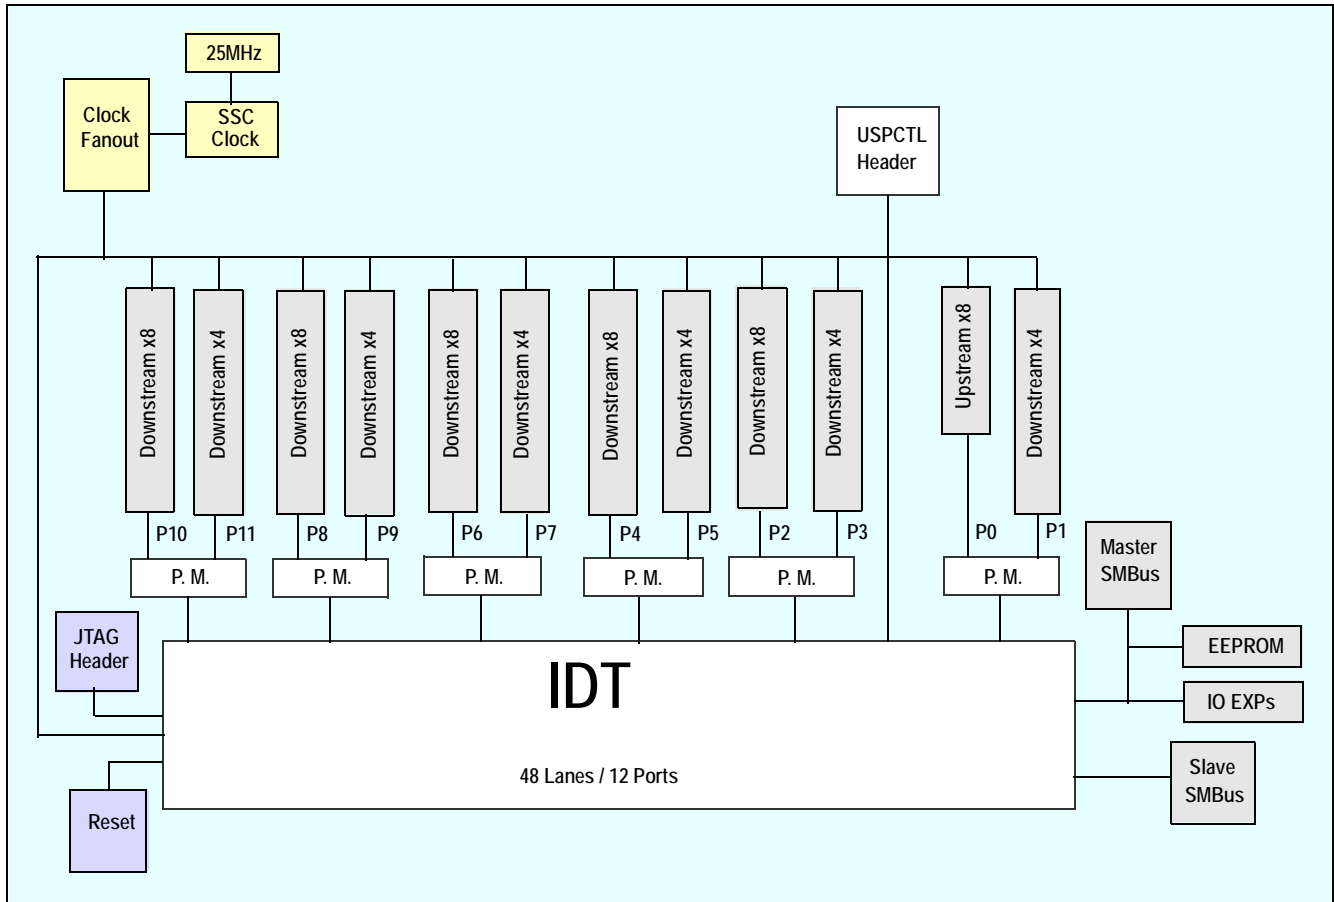 25MHz
Clock
Fanout
SSC
Clock
USPCTL
Header
Downstream x8
Downstream x4
Downstream x8
Downstream x4
Downstream x8
Downstream x4
Downstream x8
Downstream x4
Downstream x8
Downstream x4
Upstream x8
Downstream x4
P10
P11
P8
P9
P6
P7
P4
P5
P2
P3
P0
P1
P. M.
P. M.
P. M.
P. M.
P. M.
P. M.
Master
SMBus
JTAG
Header
EEPROM
IDT
IO EXPs
48 Lanes / 12 Ports
Slave
SMBus
Reset